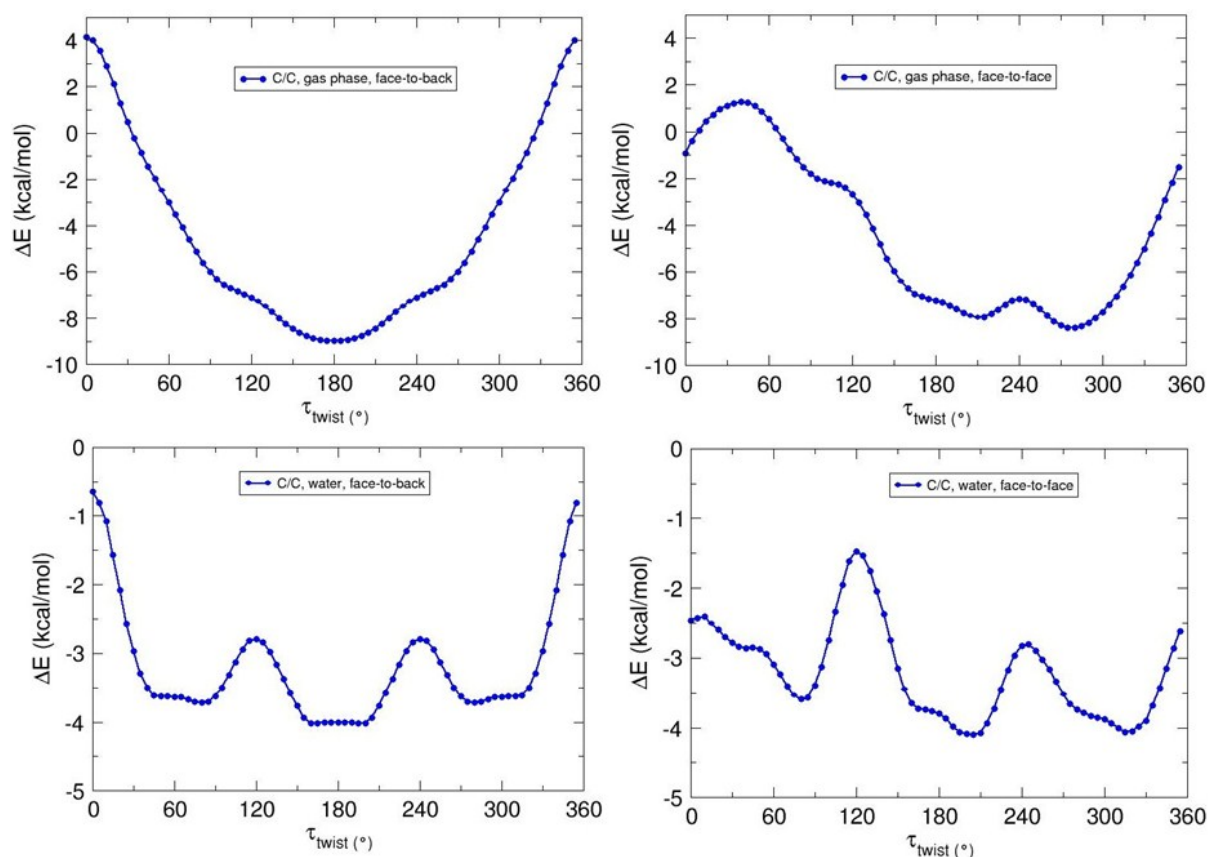 4
2
0
-2
-4
-6
-8
-10
ΔE (kcal/mol)
C/C, gas phase, face-to-back
0 60 120 180 240 300 360
τtwist (°)
4
2
0
-2
-4
-6
-8
-10
ΔE (kcal/mol)
C/C, gas phase, face-to-face
0 60 120 180 240 300 360
τtwist (°)
0
-1
-2
-3
-4
-5
ΔE (kcal/mol)
C/C, water, face-to-back
0 60 120 180 240 300 360
τtwist (°)
0
-1
-2
-3
-4
-5
ΔE (kcal/mol)
C/C, water, face-to-face
0 60 120 180 240 300 360
τtwist (°)